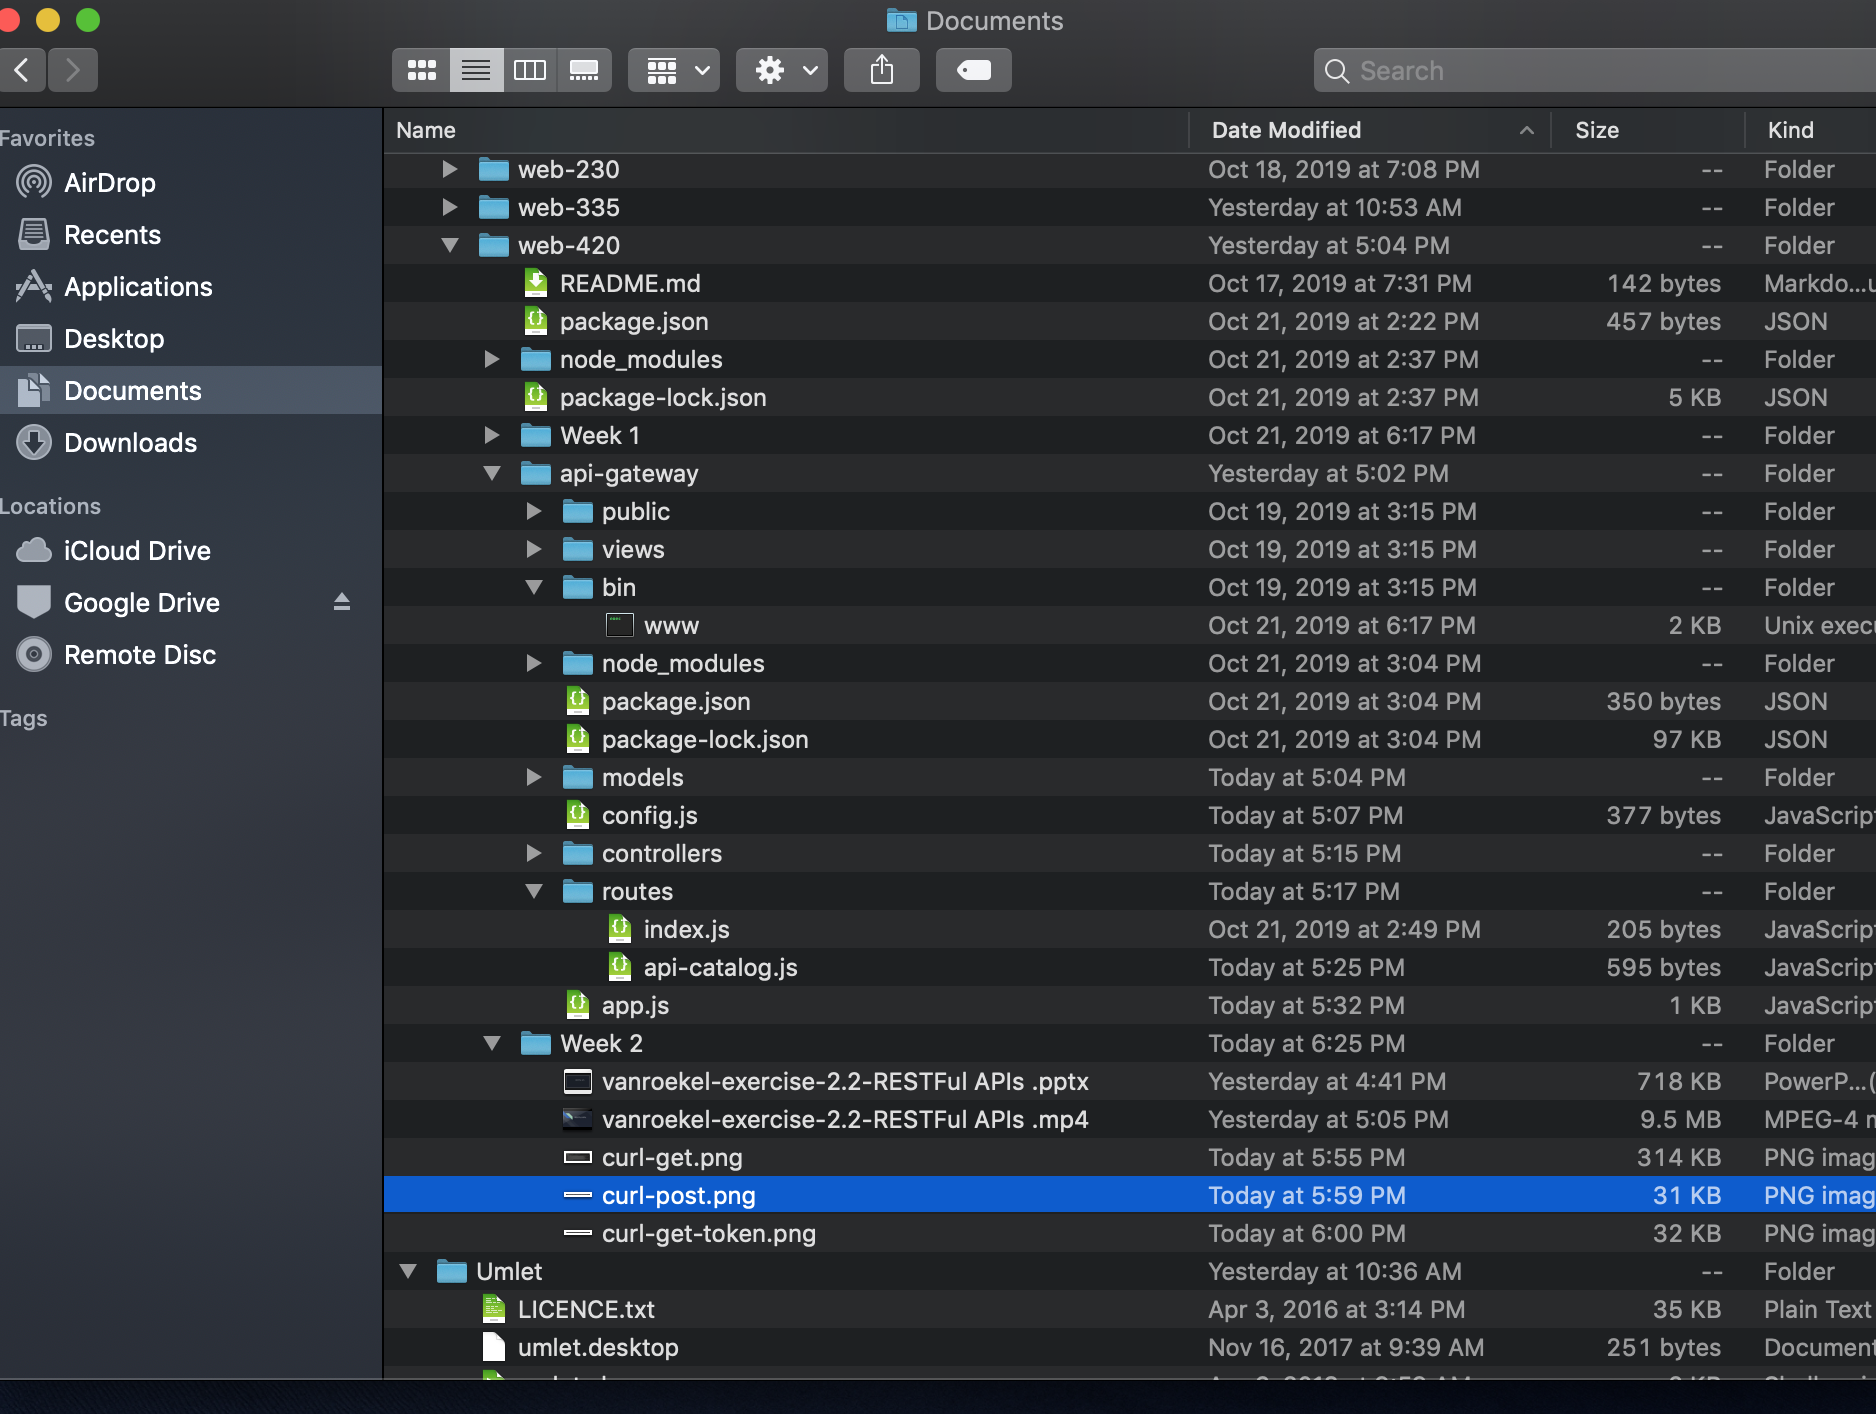 Documents
Search
Favorites
AirDrop
Recents
Applications
Desktop
Documents
Downloads
Locations
iCloud Drive
Google Drive
Remote Disc
Tags
Name Date Modified Size Kind
web-230 Oct 18, 2019 at 7:08 PM -- Folder
web-335 Yesterday at 10:53 AM -- Folder
web-420 Yesterday at 5:04 PM -- Folder
README.md Oct 17, 2019 at 7:31 PM 142 bytes Markdo...u
package.json Oct 21, 2019 at 2:22 PM 457 bytes JSON
node_modules Oct 21, 2019 at 2:37 PM -- Folder
package-lock.json Oct 21, 2019 at 2:37 PM 5 KB JSON
Week 1 Oct 21, 2019 at 6:17 PM -- Folder
api-gateway Yesterday at 5:02 PM -- Folder
public Oct 19, 2019 at 3:15 PM -- Folder
views Oct 19, 2019 at 3:15 PM -- Folder
bin Oct 19, 2019 at 3:15 PM -- Folder
www Oct 21, 2019 at 6:17 PM 2 KB Unix execu
node_modules Oct 21, 2019 at 3:04 PM -- Folder
package.json Oct 21, 2019 at 3:04 PM 350 bytes JSON
package-lock.json Oct 21, 2019 at 3:04 PM 97 KB JSON
models Today at 5:04 PM -- Folder
config.js Today at 5:07 PM 377 bytes JavaScrip
controllers Today at 5:15 PM -- Folder
routes Today at 5:17 PM -- Folder
index.js Oct 21, 2019 at 2:49 PM 205 bytes JavaScrip
api-catalog.js Today at 5:25 PM 595 bytes JavaScrip
app.js Today at 5:32 PM 1 KB JavaScrip
Week 2 Today at 6:25 PM -- Folder
vanroekel-exercise-2.2-RESTFul APIs .pptx Yesterday at 4:41 PM 718 KB PowerP...(
vanroekel-exercise-2.2-RESTFul APIs .mp4 Yesterday at 5:05 PM 9.5 MB MPEG-4 m
curl-get.png Today at 5:55 PM 314 KB PNG imag
curl-post.png Today at 5:59 PM 31 KB PNG imag
curl-get-token.png Today at 6:00 PM 32 KB PNG imag
Umlet Yesterday at 10:36 AM -- Folder
LICENCE.txt Apr 3, 2016 at 3:14 PM 35 KB Plain Text
umlet.desktop Nov 16, 2017 at 9:39 AM 251 bytes Document